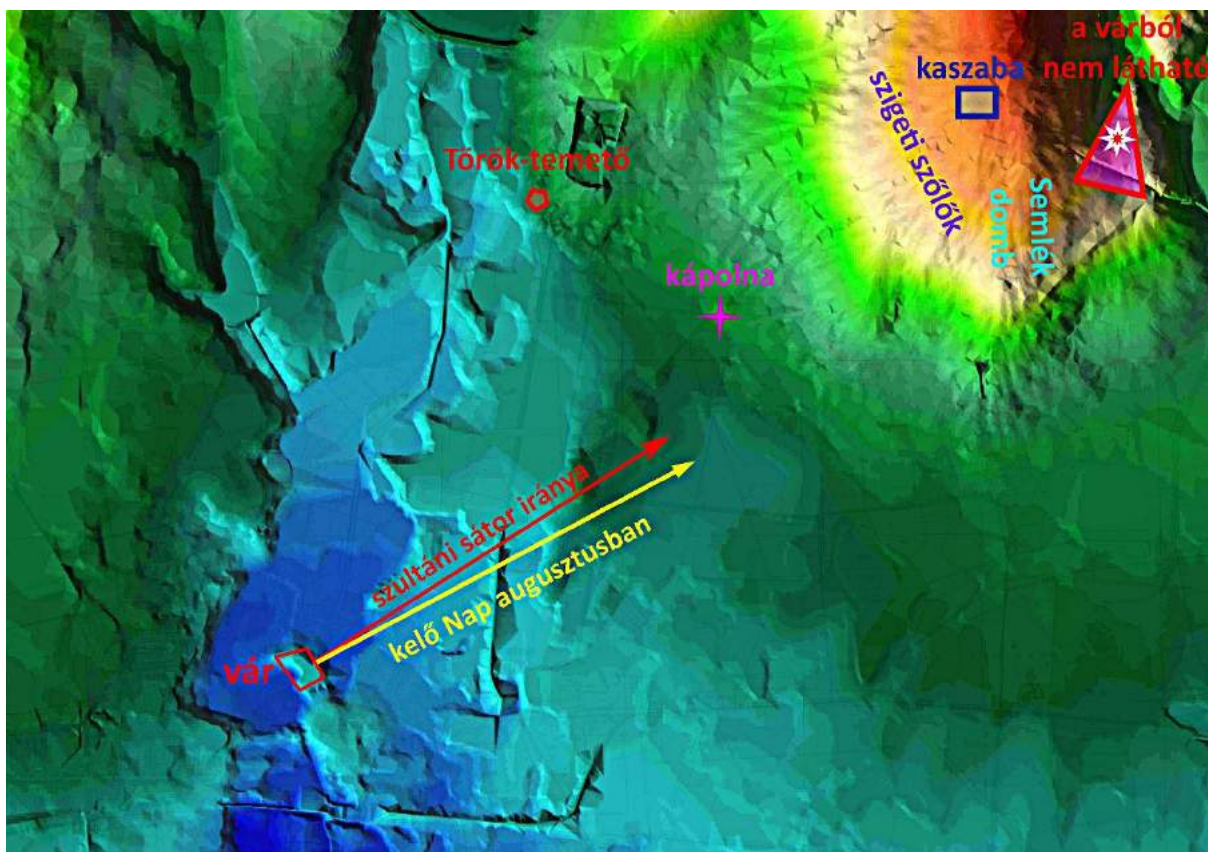 a várból
nem látható
kaszaba
szigeti szőlők
Török-temető
Semlék
domb
kápolna
szultáni sátor iránya
kelő Nap augusztusban
vár